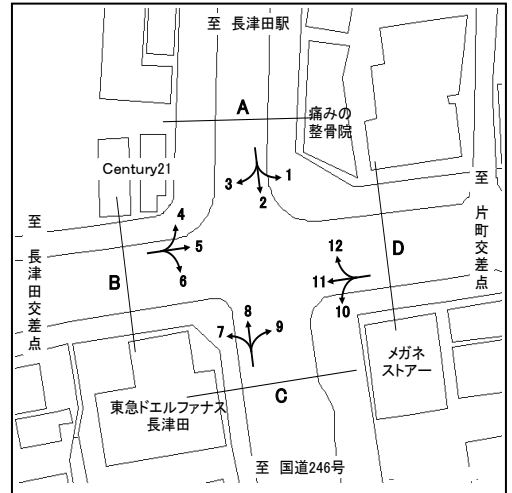 至 長津田駅
A
痛みの
整骨院
3
1
2
Century21
4
5
6
B
至 長津田交差点
至 片町交差点
12
11
10
D
8
7
9
C
メガネ
ストアー
東急ドエルファナス
長津田
至 国道246号